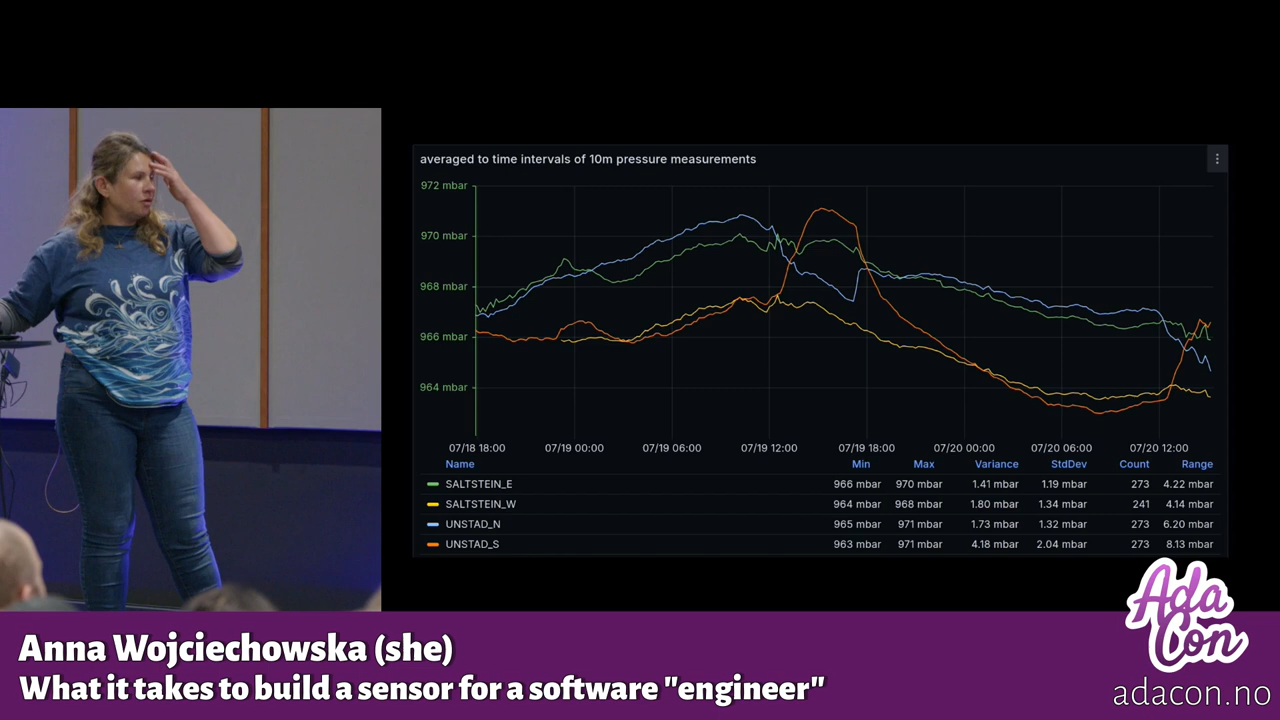 averaged to time intervals of 10m pressure measurements
972 mbar
970 mbar
968 mbar
966 mbar
964 mbar
07/18 18:00 07/19 00:00 07/19 06:00 07/19 12:00 07/19 18:00 07/20 00:00 07/20 06:00 07/20 12:00
Name Min Max Variance StdDev Count Range
SALTSTEIN_E 966 mbar 970 mbar 1.41 mbar 1.19 mbar 273 4.22 mbar
SALTSTEIN_W 964 mbar 968 mbar 1.80 mbar 1.34 mbar 241 4.14 mbar
UNSTAD_N 965 mbar 971 mbar 1.73 mbar 1.32 mbar 273 6.20 mbar
UNSTAD_S 963 mbar 971 mbar 4.18 mbar 2.04 mbar 273 8.13 mbar
Anna Wojciechowska (she)
What it takes to build a sensor for a software "engineer"
Ada
Con
adacon.no